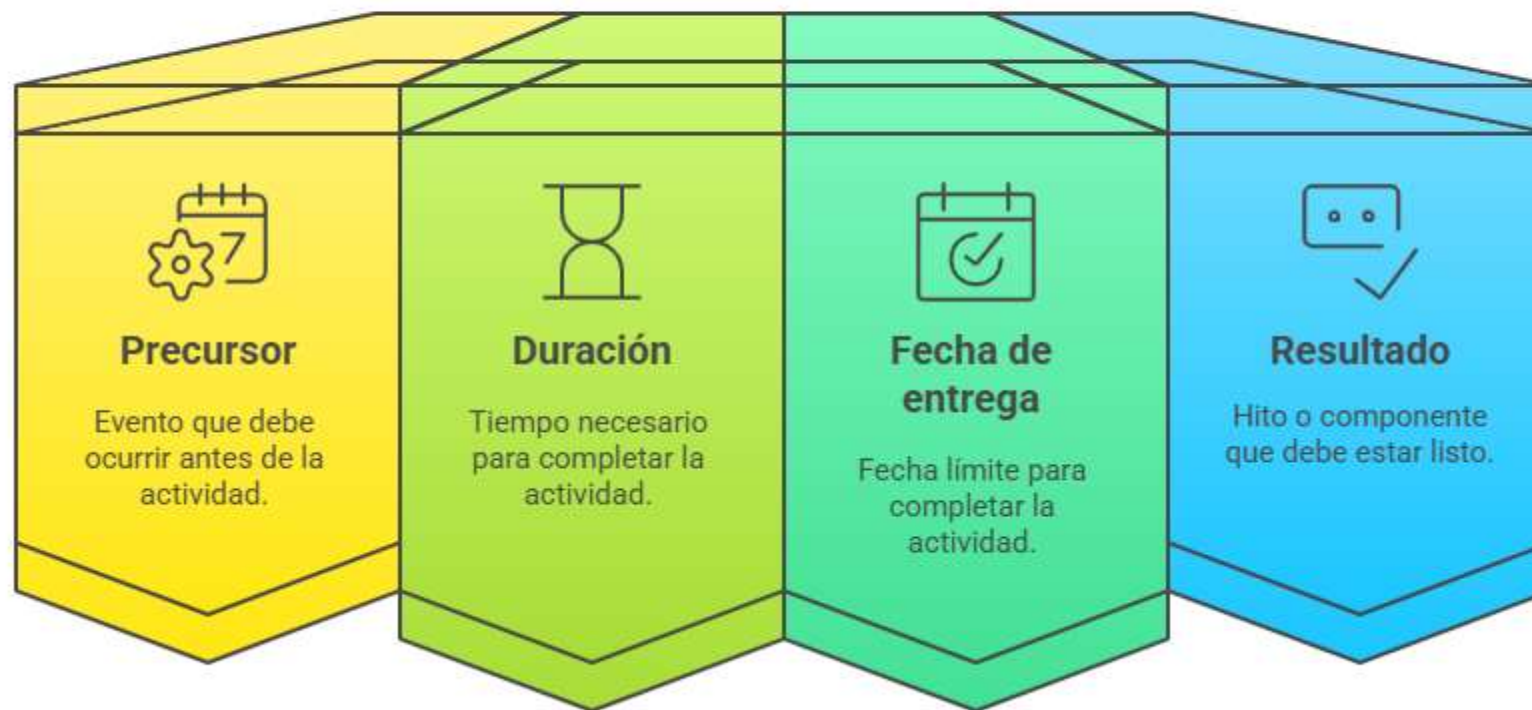 7
Precursor
Evento que debe
ocurrir antes de la
actividad.
Duración
Tiempo necesario
para completar la
actividad.
Fecha de
entrega
Fecha límite para
completar la
actividad.
Resultado
Hito o componente
que debe estar listo.